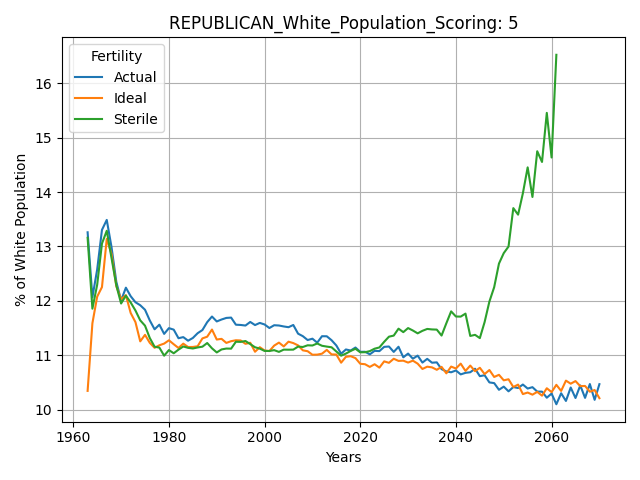 REPUBLICAN_White_Population_Scoring: 5
Fertility
Actual
Ideal
Sterile
% of White Population
16
15
14
13
12
11
10
1960
1980
2000
2020
2040
2060
Years